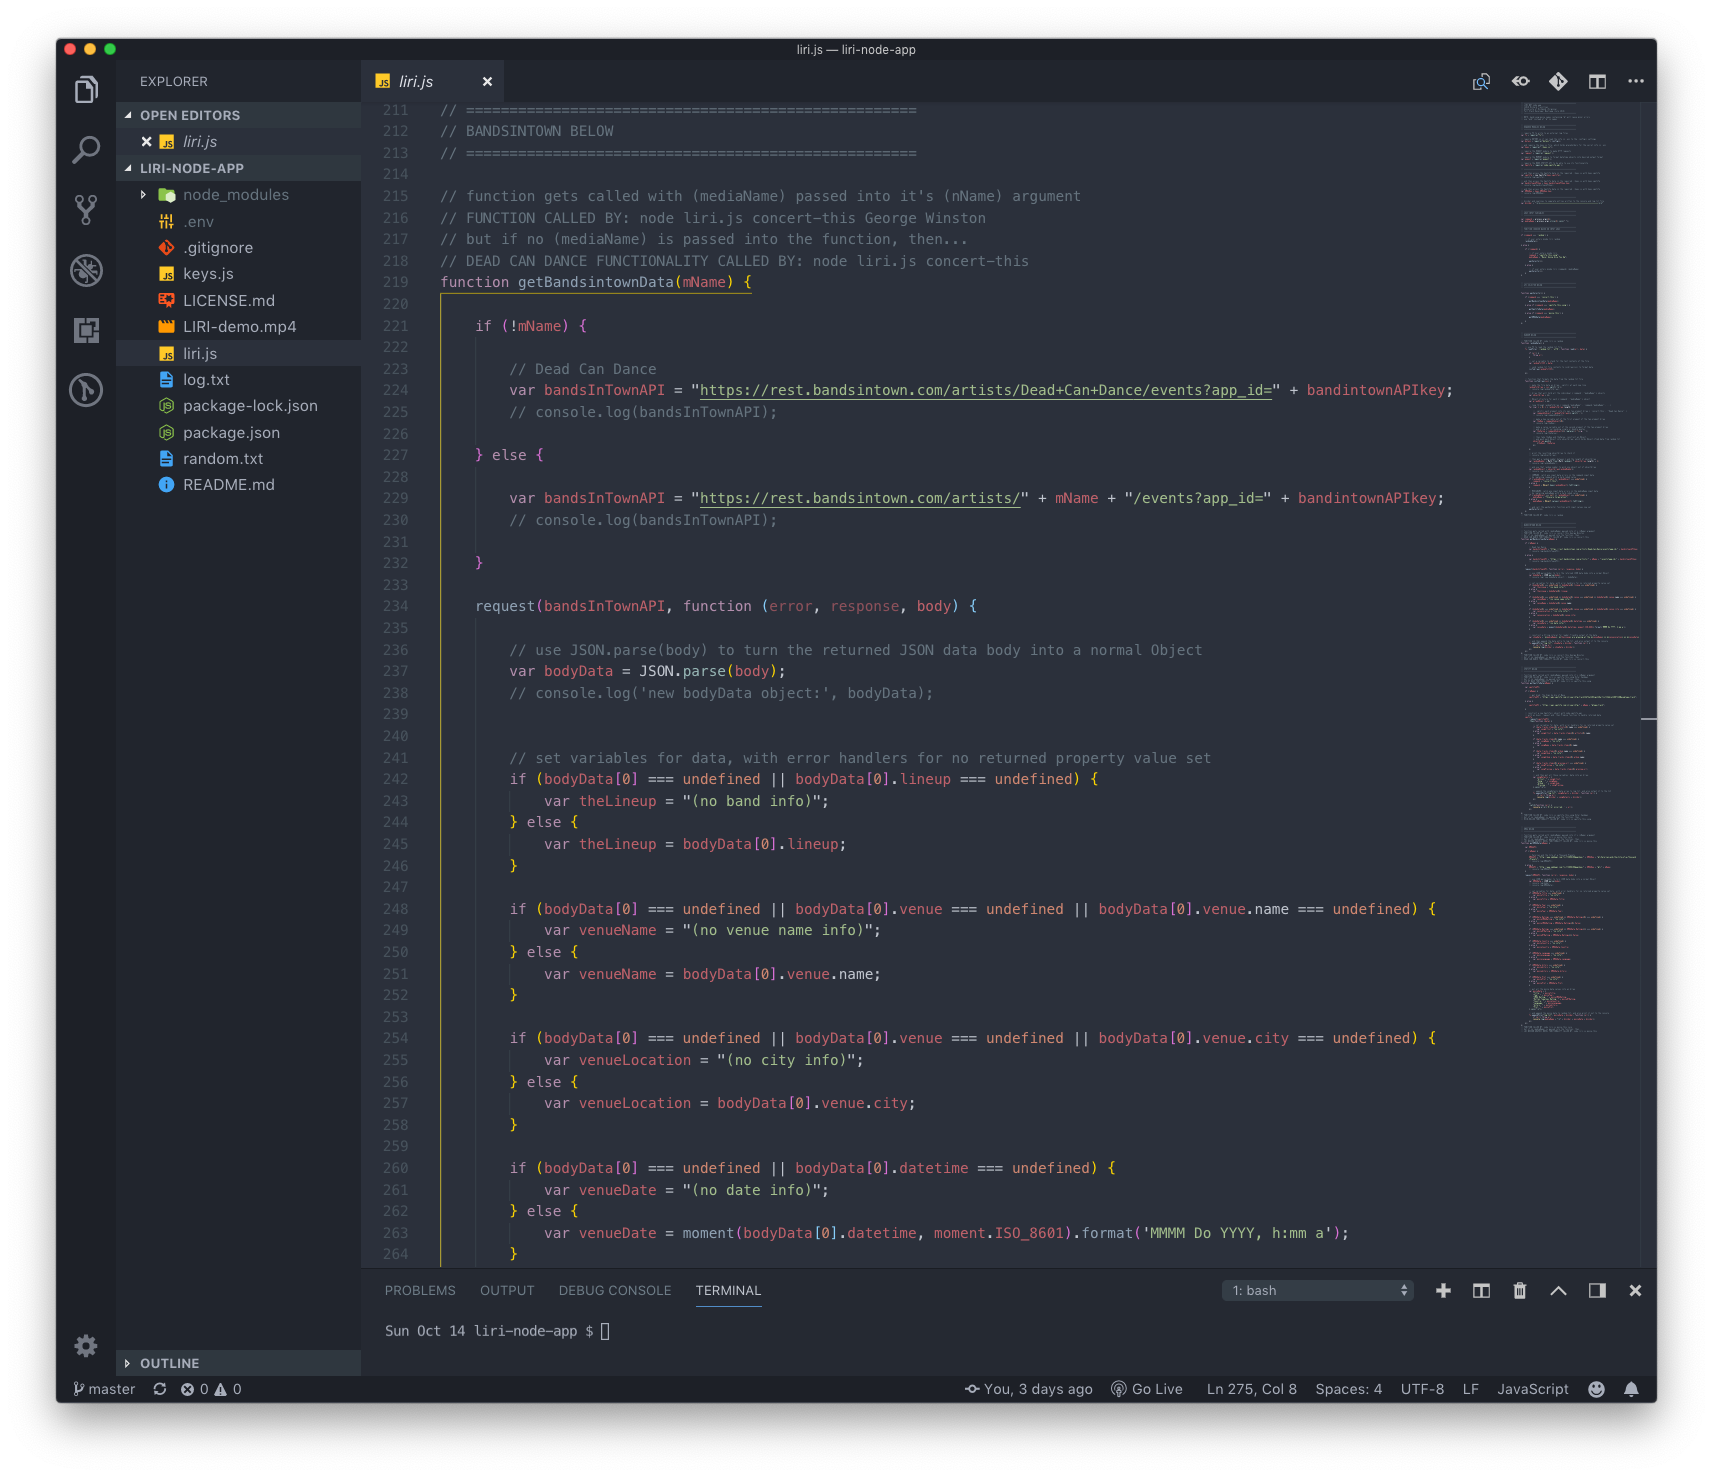 liri.js — liri-node-app
EXPLORER
OPEN EDITORS
liri.js
LIRI-NODE-APP
node_modules
.env
.gitignore
keys.js
LICENSE.md
LIRI-demo.mp4
liri.js
log.txt
package-lock.json
package.json
random.txt
README.md
OUTLINE
liri.js
211 // ====================================================
212 // BANDSINTOWN BELOW
213 // ====================================================
214
215 // function gets called with (mediaName) passed into it's (nName) argument
216 // FUNCTION CALLED BY: node liri.js concert-this George Winston
217 // but if no (mediaName) is passed into the function, then...
218 // DEAD CAN DANCE FUNCTIONALITY CALLED BY: node liri.js concert-this
219 function getBandsintownData(mName) {
220
221     if (!mName) {
222
223         // Dead Can Dance
224         var bandsInTownAPI = "https://rest.bandsintown.com/artists/Dead+Can+Dance/events?app_id=" + bandintownAPIkey;
225         // console.log(bandsInTownAPI);
226
227     } else {
228
229         var bandsInTownAPI = "https://rest.bandsintown.com/artists/" + mName + "/events?app_id=" + bandintownAPIkey;
230         // console.log(bandsInTownAPI);
231
232     }
233
234     request(bandsInTownAPI, function (error, response, body) {
235
236         // use JSON.parse(body) to turn the returned JSON data body into a normal Object
237         var bodyData = JSON.parse(body);
238         // console.log('new bodyData object:', bodyData);
239
240
241         // set variables for data, with error handlers for no returned property value set
242         if (bodyData[0] === undefined || bodyData[0].lineup === undefined) {
243             var theLineup = "(no band info)";
244         } else {
245             var theLineup = bodyData[0].lineup;
246         }
247
248         if (bodyData[0] === undefined || bodyData[0].venue === undefined || bodyData[0].venue.name === undefined) {
249             var venueName = "(no venue name info)";
250         } else {
251             var venueName = bodyData[0].venue.name;
252         }
253
254         if (bodyData[0] === undefined || bodyData[0].venue === undefined || bodyData[0].venue.city === undefined) {
255             var venueLocation = "(no city info)";
256         } else {
257             var venueLocation = bodyData[0].venue.city;
258         }
259
260         if (bodyData[0] === undefined || bodyData[0].datetime === undefined) {
261             var venueDate = "(no date info)";
262         } else {
263             var venueDate = moment(bodyData[0].datetime, moment.ISO_8601).format('MMMM Do YYYY, h:mm a');
264         }
PROBLEMS OUTPUT DEBUG CONSOLE TERMINAL 1: bash
Sun Oct 14 liri-node-app $
master 0 0 You, 3 days ago Go Live Ln 275, Col 8 Spaces: 4 UTF-8 LF JavaScript